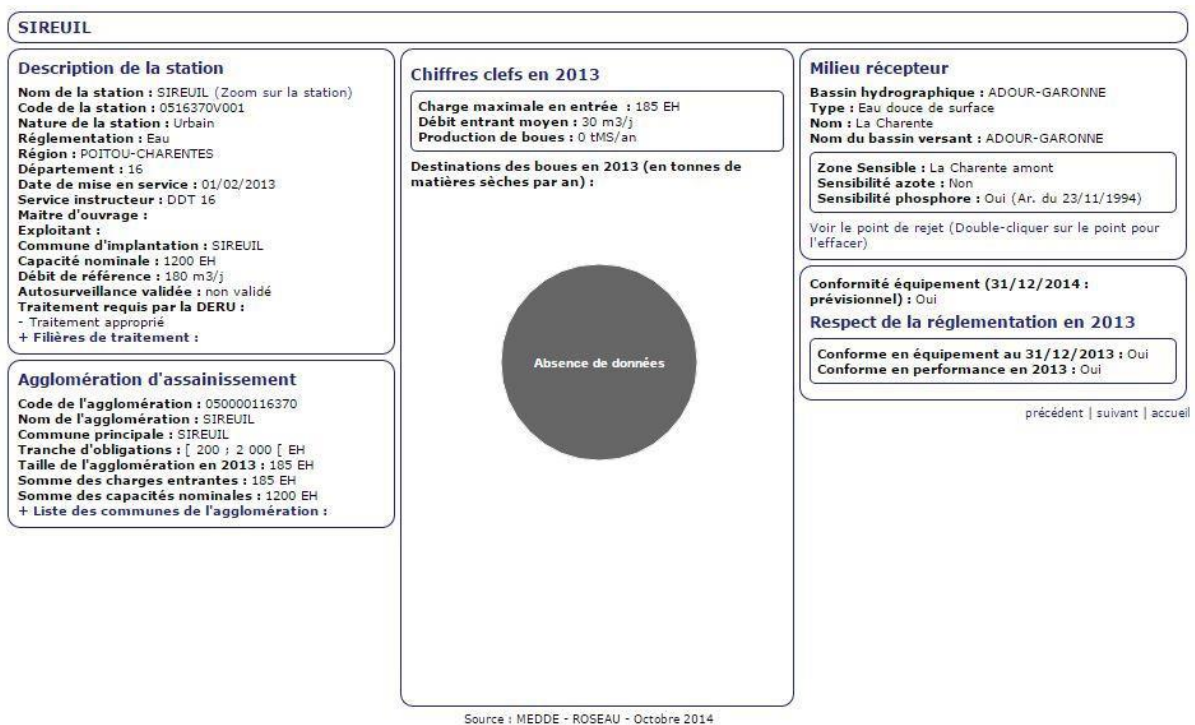 SIREUIL
Description de la station
Nom de la station : SIREUIL (Zoom sur la station)
Code de la station : 0516370V001
Nature de la station : Urbain
Réglementation : Eau
Région : POITOU-CHARENTES
Département : 16
Date de mise en service : 01/02/2013
Service instructeur : DDT 16
Maitre d'ouvrage :
Exploitant :
Commune d'implantation : SIREUIL
Capacité nominale : 1200 EH
Débit de référence : 180 m3/j
Autosurveillance validée : non validé
Traitement requis par la DERU :
- Traitement approprié
+ Filières de traitement :
Agglomération d'assainissement
Code de l'agglomération : 050000116370
Nom de l'agglomération : SIREUIL
Commune principale : SIREUIL
Tranche d'obligations : [ 200 ; 2 000 [ EH
Taille de l'agglomération en 2013 : 185 EH
Somme des charges entrantes : 185 EH
Somme des capacités nominales : 1200 EH
+ Liste des communes de l'agglomération :
Chiffres clefs en 2013
Charge maximale en entrée : 185 EH
Débit entrant moyen : 30 m3/j
Production de boues : 0 tMS/an
Destinations des boues en 2013 (en tonnes de
matières sèches par an) :
Absence de données
Milieu récepteur
Bassin hydrographique : ADOUR-GARONNE
Type : Eau douce de surface
Nom : La Charente
Nom du bassin versant : ADOUR-GARONNE
Zone Sensible : La Charente amont
Sensibilité azote : Non
Sensibilité phosphore : Oui (Ar. du 23/11/1994)
Voir le point de rejet (Double-cliquer sur le point pour
l'effacer)
Conformité équipement (31/12/2014 :
prévisionnel) : Oui
Respect de la réglementation en 2013
Conforme en équipement au 31/12/2013 : Oui
Conforme en performance en 2013 : Oui
précédent | suivant | accueil
Source : MEDDE - ROSEAU - Octobre 2014